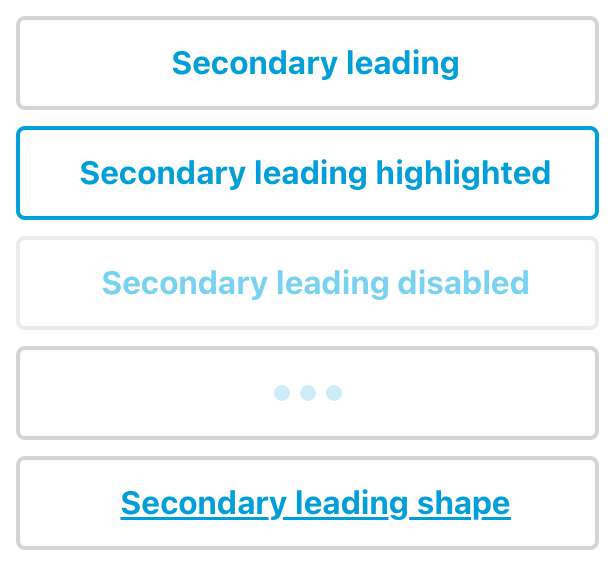 Secondary leading
Secondary leading highlighted
Secondary leading disabled
Secondary leading shape